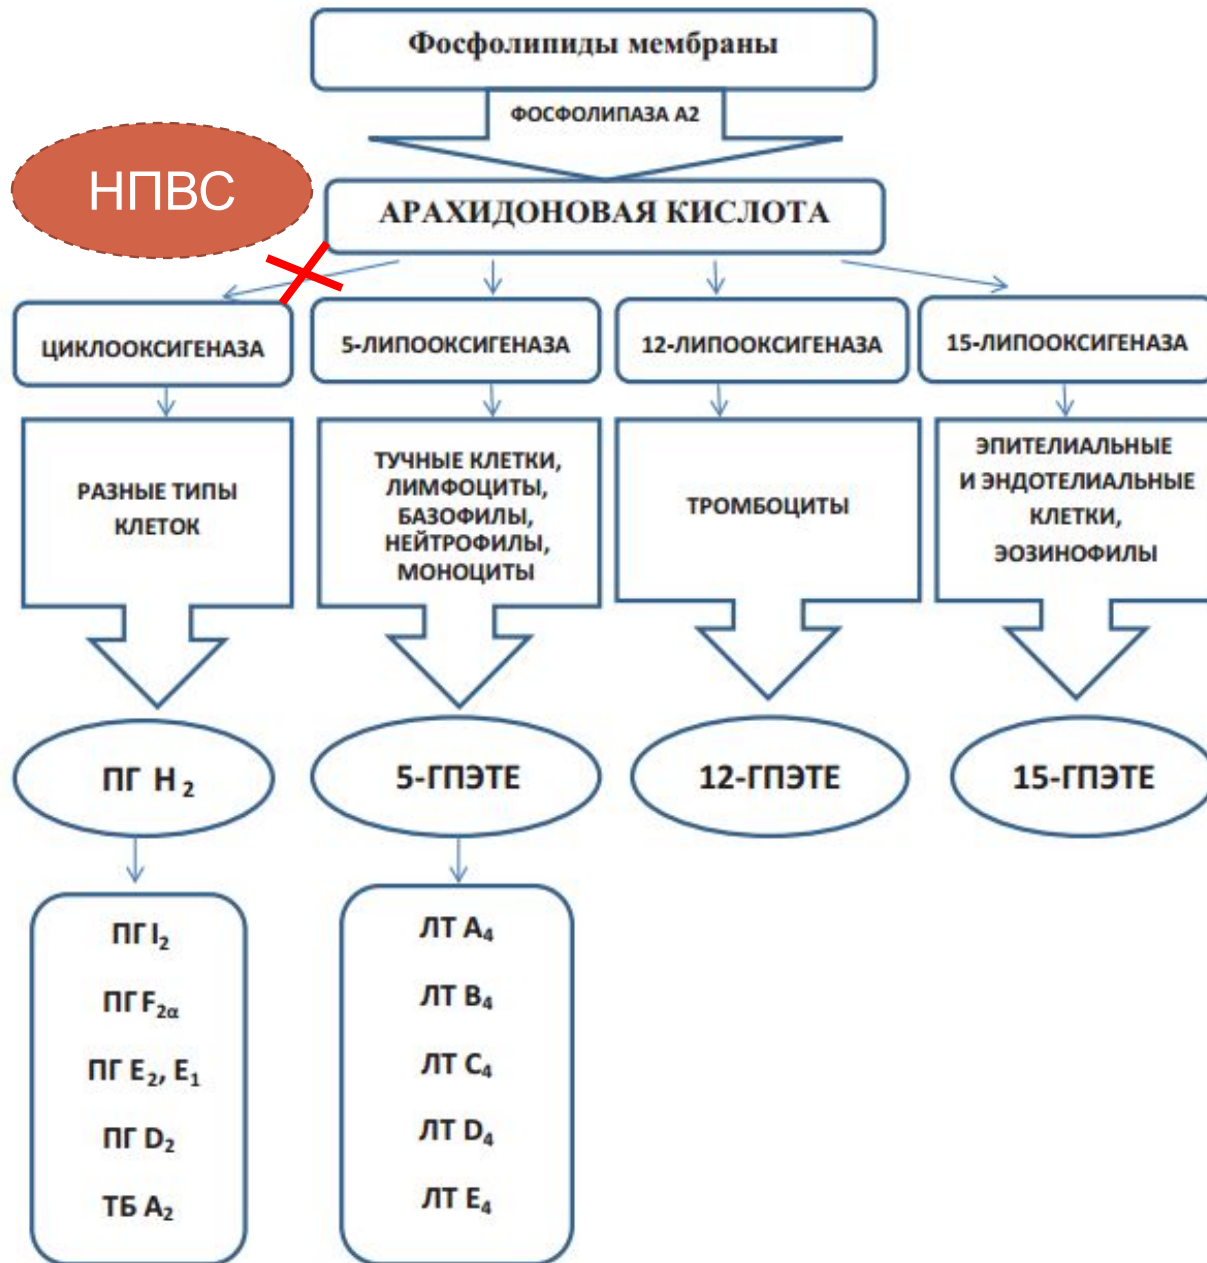 Фосфолипиды мембраны
ФОСФОЛИПАЗА А2
НПВС
АРАХИДОНОВАЯ КИСЛОТА
ЦИКЛООКСИГЕНАЗА
5-ЛИПООКСИГЕНАЗА
12-ЛИПООКСИГЕНАЗА
15-ЛИПООКСИГЕНАЗА
РАЗНЫЕ ТИПЫ
КЛЕТОК
ТУЧНЫЕ КЛЕТКИ,
ЛИМФОЦИТЫ,
БАЗОФИЛЫ,
НЕЙТРОФИЛЫ,
МОНОЦИТЫ
ТРОМБОЦИТЫ
ЭПИТЕЛИАЛЬНЫЕ
И ЭНДОТЕЛИАЛЬНЫЕ
КЛЕТКИ,
ЭОЗИНОФИЛЫ
ПГ H₂
5-ГПЭТЕ
12-ГПЭТЕ
15-ГПЭТЕ
ПГ I₂
ПГ F₂α
ПГ E₂, E₁
ПГ D₂
ТБ A₂
ЛТ A₄
ЛТ B₄
ЛТ C₄
ЛТ D₄
ЛТ E₄